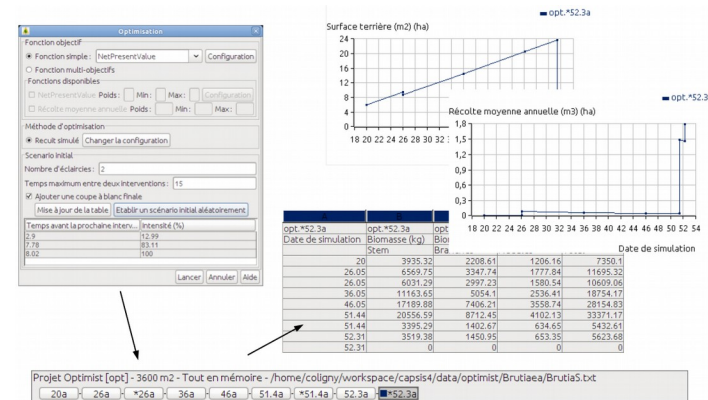 Optimisation
Fonction objectif
Fonction simple : NetPresentValue Configuration
Fonction multi-objectifs
Fonctions disponibles
NetPresentValue Poids : Min : Max : Configuration
Récolte moyenne annuelle Poids : Min : Max :
Méthode d'optimisation
Recuit simulé Changer la configuration
Scenario initial
Nombre d'éclaircies : 2
Temps maximum entre deux interventions : 15
Ajouter une coupe à blanc finale
Mise à jour de la table Etablir un scénario initial aléatoirement
Temps avant la prochaine interv... Intensité (%)
2.9 12.99
7.78 83.11
8.02 100
Lancer Annuler Aide
opt.*52.3a
Surface terrière (m2) (ha)
24
20
16
12
8
4
0
18 20 22 24 26 28 30 32
opt.*52.3
Récolte moyenne annuelle (m3) (ha)
1,8
1,5
1,2
0,9
0,6
0,3
0
18 20 22 24 26 28 30 32 34 36 38 40 42 44 46 48 50 52 54
Date de simulation
A B
opt.*52.3a opt.*52.3a opt
Date de simulation Biomasse (kg) Bior
Stem Bra
20 3935.32 2208.61 1206.16 7350.1
26.05 6569.75 3347.74 1777.84 11695.32
26.05 6031.29 2997.23 1580.54 10609.06
36.05 11163.65 5054.1 2536.41 18754.17
46.05 17189.88 7406.21 3558.74 28154.83
51.44 20556.59 8712.45 4102.13 33371.17
51.44 3395.29 1402.67 634.65 5432.61
52.31 3519.38 1450.95 653.35 5623.68
52.31 0 0 0 0
Projet Optimist [opt] - 3600 m2 - Tout en mémoire - /home/coligny/workspace/capsis4/data/optimist/Brutiaea/BrutiaS.txt
20a 26a *26a 36a 46a 51.4a *51.4a 52.3a *52.3a